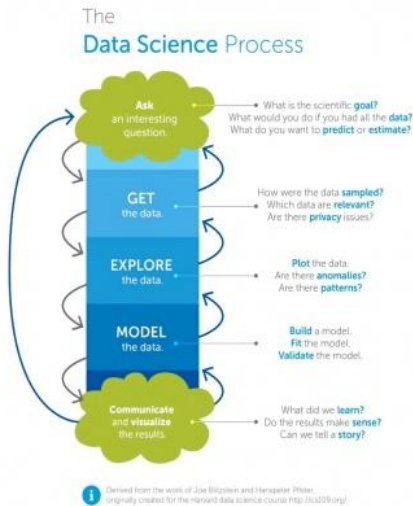 The
Data Science Process
Ask
an interesting
question.
What is the scientific goal?
What would you do if you had all the data?
What do you want to predict or estimate?
GET
the data.
How were the data sampled?
Which data are relevant?
Are there privacy issues?
EXPLORE
the data.
Plot the data.
Are there anomalies?
Are there patterns?
MODEL
the data.
Build a model.
Fit the model.
Validate the model.
Communicate
and visualize
the results.
What did we learn?
Do the results make sense?
Can we tell a story?
i
Derived from the work of Joe Blitzstein and Hanspeter Pfister,
originally created for the Harvard data science course http://cs109.org/